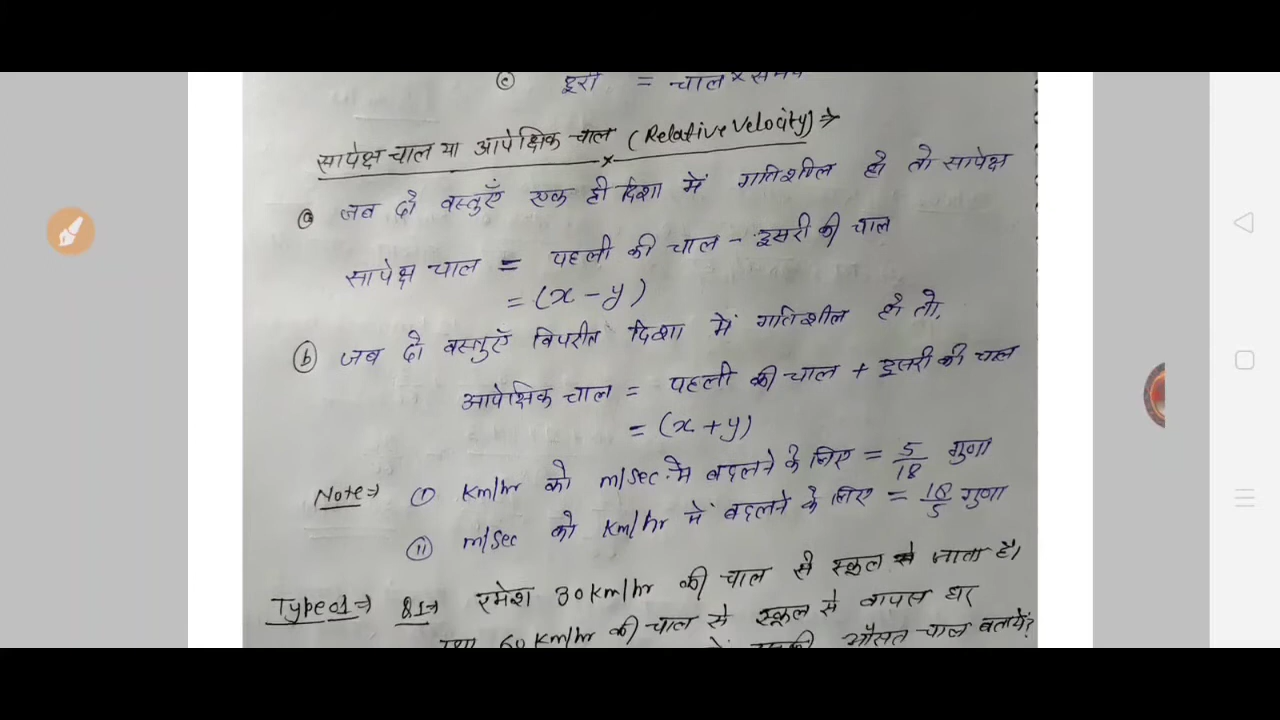 Ⓒ दूरी = चाल × समय
सापेक्ष चाल या आपेक्षिक चाल (Relative Velocity) ⇒
ⓐ जब दो वस्तुएँ एक ही दिशा में गतिशील हो तो सापेक्ष
सापेक्ष चाल = पहली की चाल - दूसरी की चाल
= (x - y)
ⓑ जब दो वस्तुएँ विपरीत दिशा में गतिशील हो तो,
आपेक्षिक चाल = पहली की चाल + दूसरी की चाल
= (x + y)
Note ⇒ ⓘ Km/hr को m/sec में बदलने के लिए = 5/18 गुणा
ⓘⓘ m/sec को Km/hr में बदलने के लिए = 18/5 गुणा
Type 01 ⇒ Q1 ⇒ रमेश 30 km/hr की चाल से स्कूल से जाता है।
60 km/hr की चाल से स्कूल से वापस घर
औसत चाल बतायें?